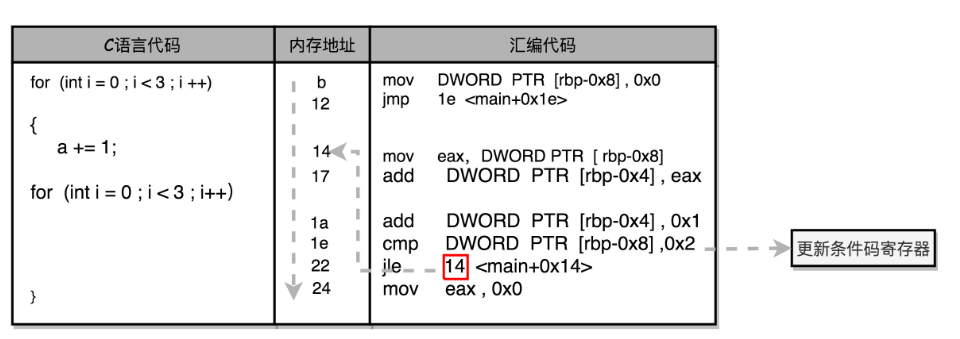 C语言代码 内存地址 汇编代码
for (int i = 0 ; i < 3 ; i ++) b mov DWORD PTR [rbp-0x8] , 0x0
12 jmp 1e <main+0x1e>
{
a += 1; 14 mov eax, DWORD PTR [ rbp-0x8]
17 add DWORD PTR [rbp-0x4] , eax
for (int i = 0 ; i < 3 ; i++)
1a add DWORD PTR [rbp-0x4] , 0x1
1e cmp DWORD PTR [rbp-0x8] ,0x2 更新条件码寄存器
22 jle 14 <main+0x14>
24 mov eax , 0x0
}